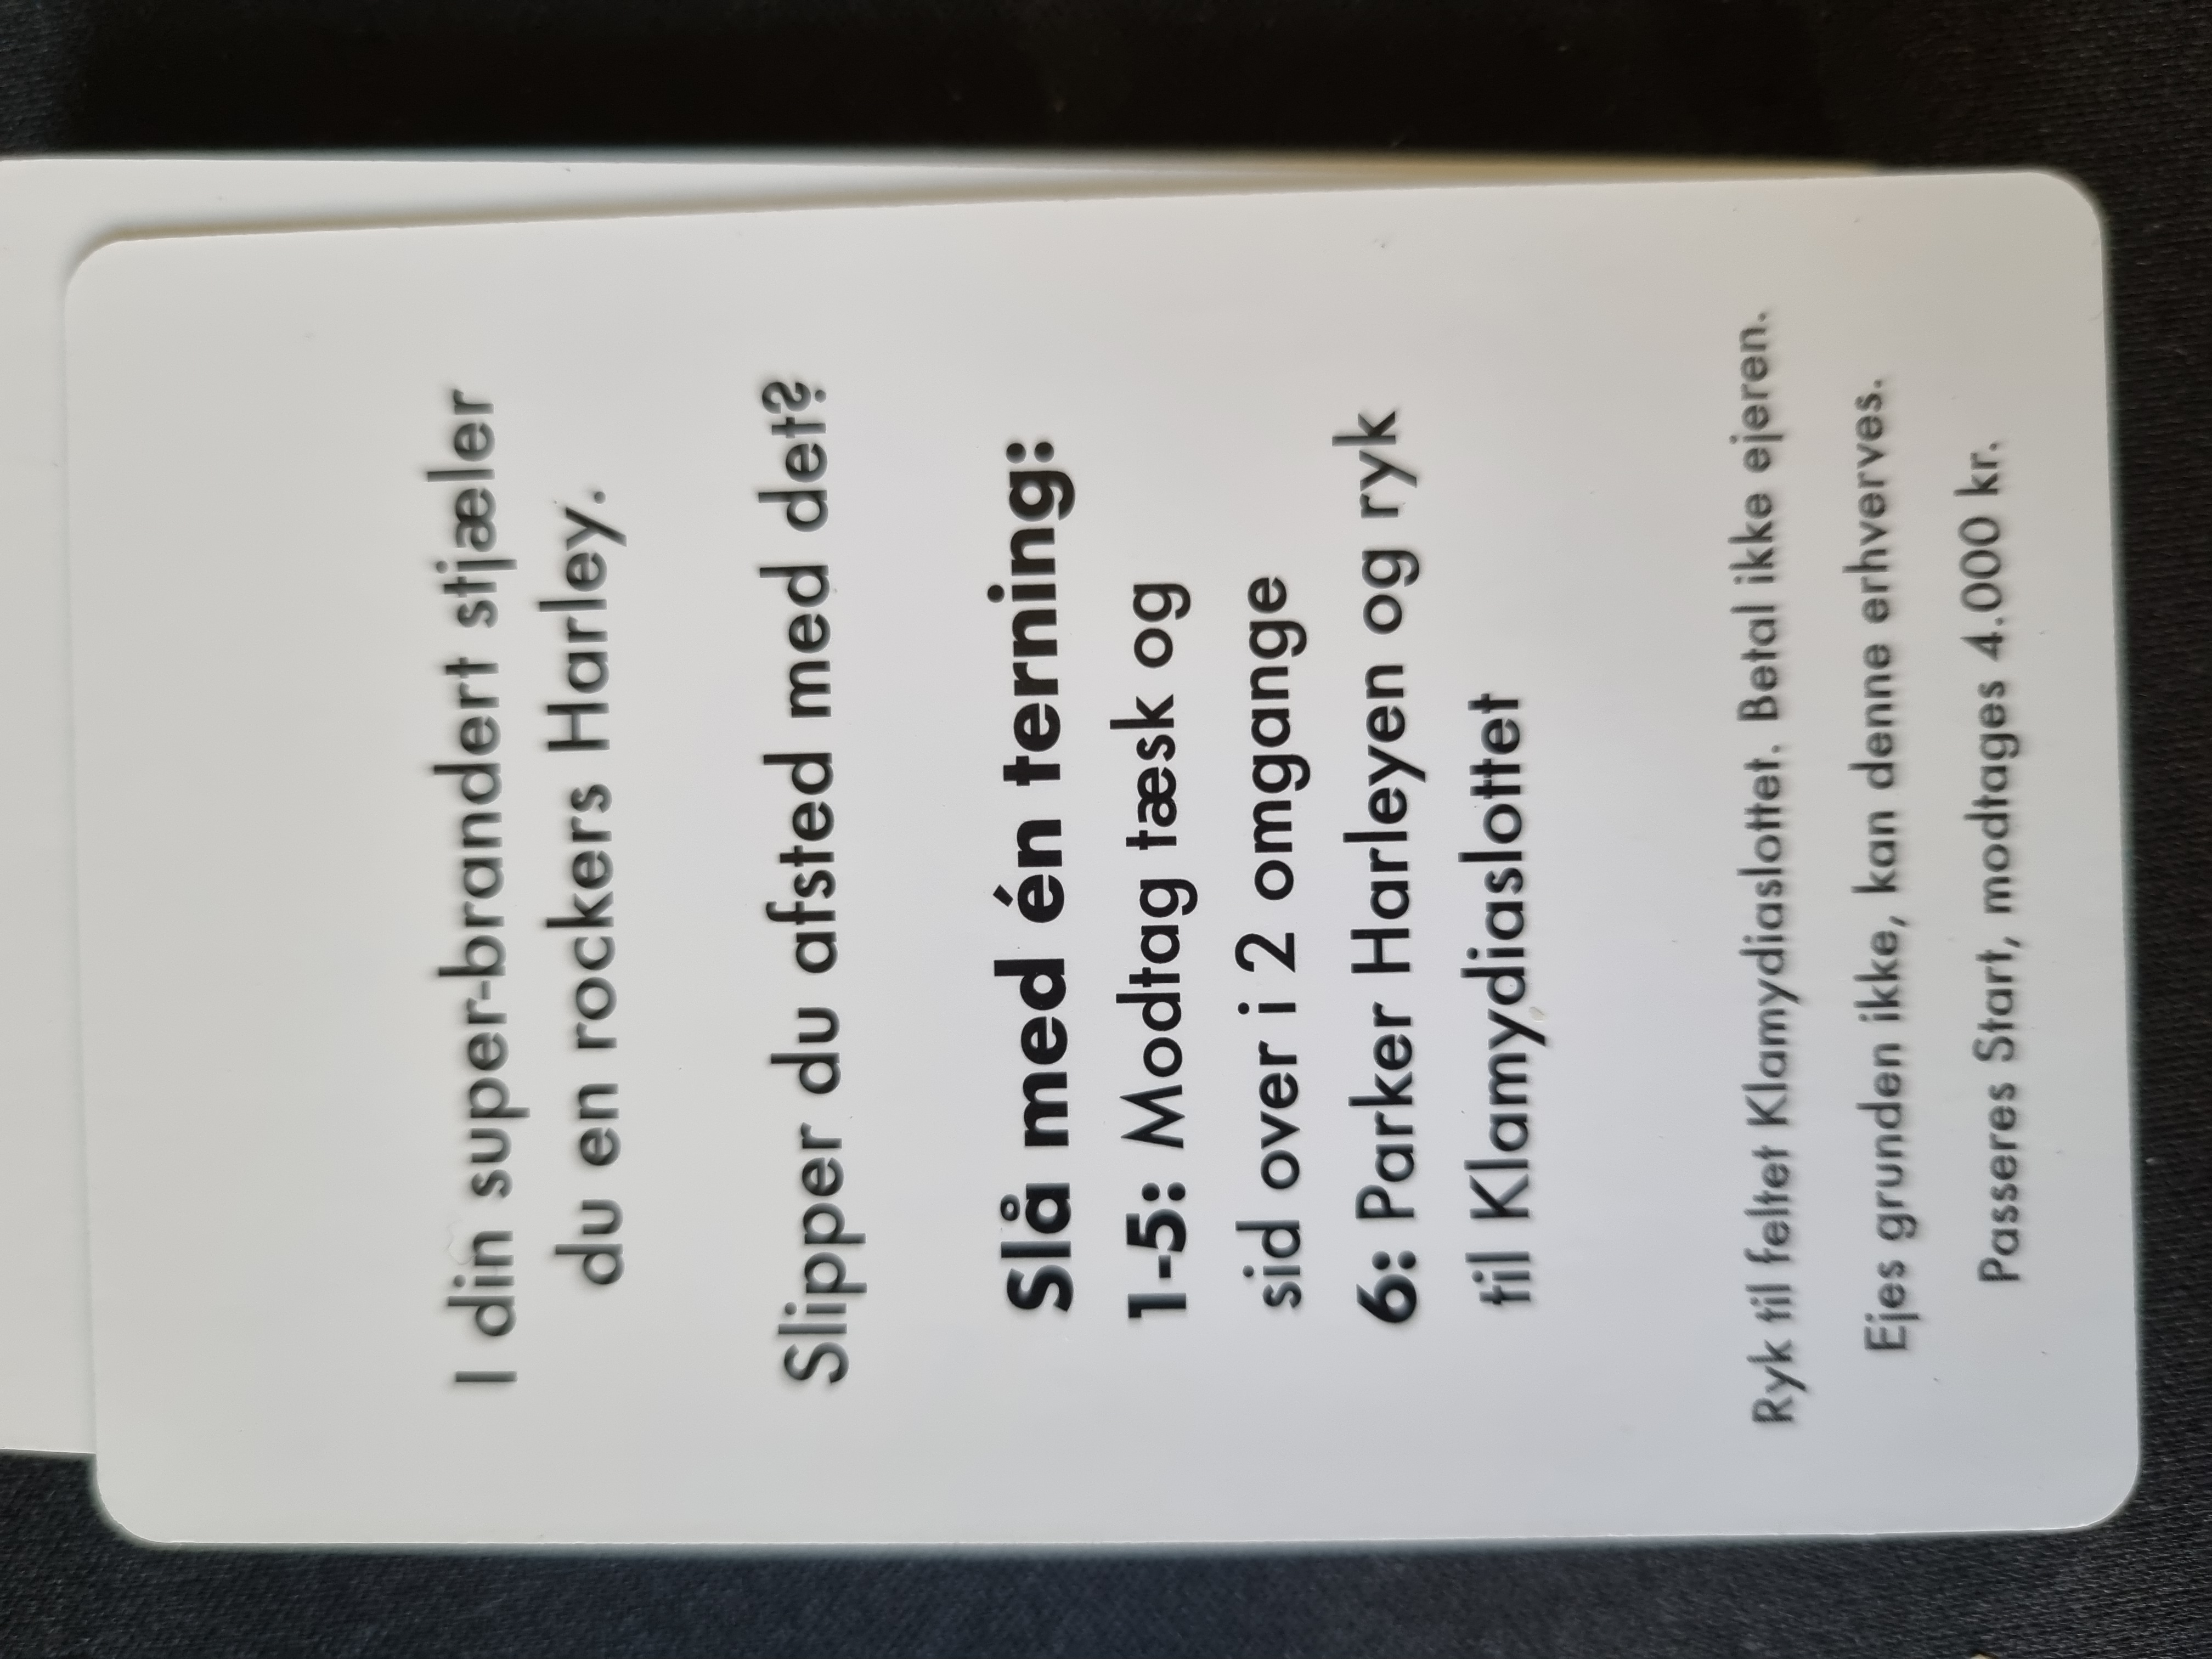 I din super-brandert stjæler
du en rockers Harley.
Slipper du afsted med det?
Slå med én terning:
1-5: Modtag tæsk og
sid over i 2 omgange
6: Parker Harleyen og ryk
til Klamydiaslottet
Ryk til feltet Klamydiaslottet. Betal ikke ejeren.
Ejes grunden ikke, kan denne erhverves.
Passeres Start, modtages 4.000 kr.